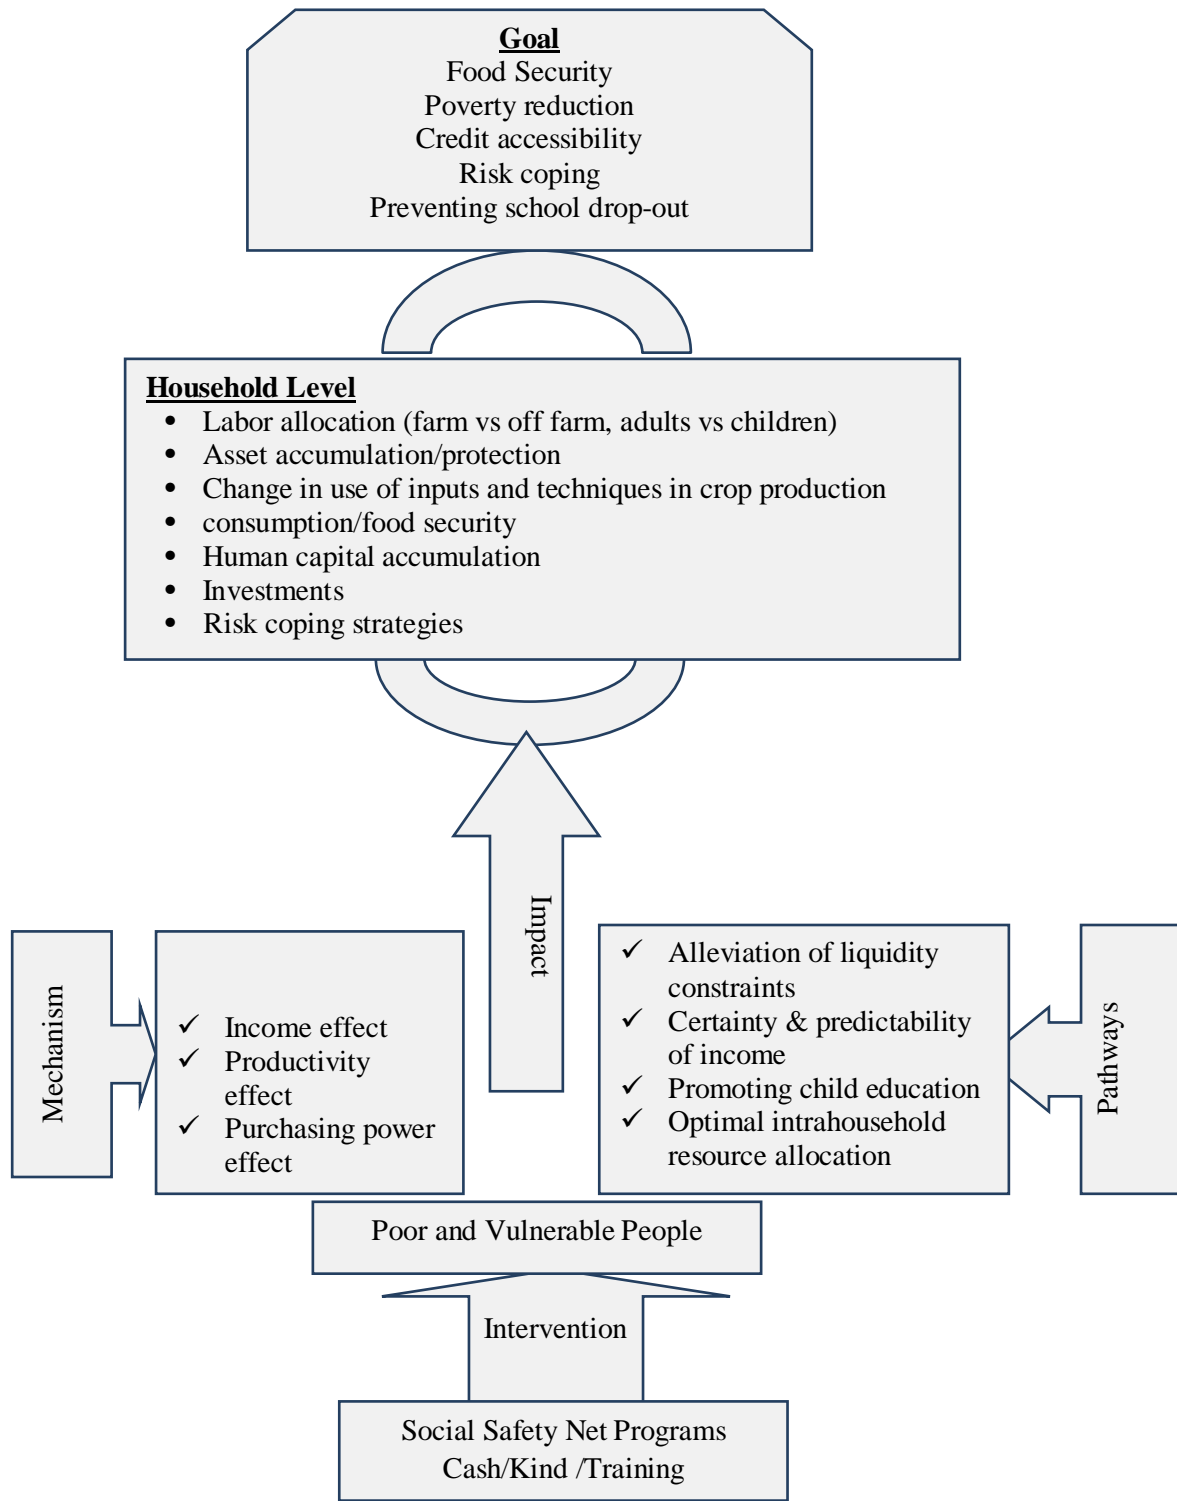 Goal
Food Security
Poverty reduction
Credit accessibility
Risk coping
Preventing school drop-out
Household Level
• Labor allocation (farm vs off farm, adults vs children)
• Asset accumulation/protection
• Change in use of inputs and techniques in crop production
• consumption/food security
• Human capital accumulation
• Investments
• Risk coping strategies
Impact
Mechanism
✓ Income effect
✓ Productivity
effect
✓ Purchasing power
effect
✓ Alleviation of liquidity
constraints
✓ Certainty & predictability
of income
✓ Promoting child education
✓ Optimal intrahousehold
resource allocation
Pathways
Poor and Vulnerable People
Intervention
Social Safety Net Programs
Cash/Kind /Training